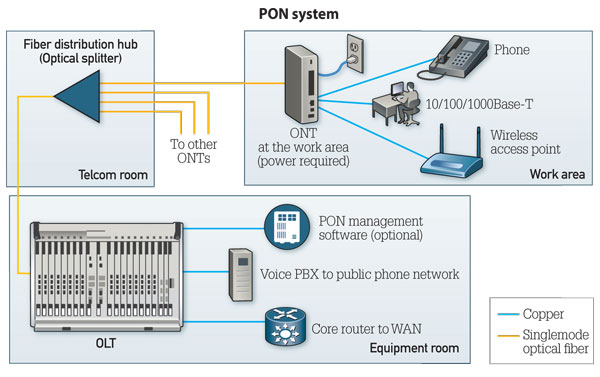 PON system
Fiber distribution hub
(Optical splitter)
To other
ONTs
Telcom room
ONT
at the work area
(power required)
Phone
10/100/1000Base-T
Wireless
access point
Work area
OLT
PON management
software (optional)
Voice PBX to public phone network
Core router to WAN
Equipment room
Copper
Singlemode
optical fiber